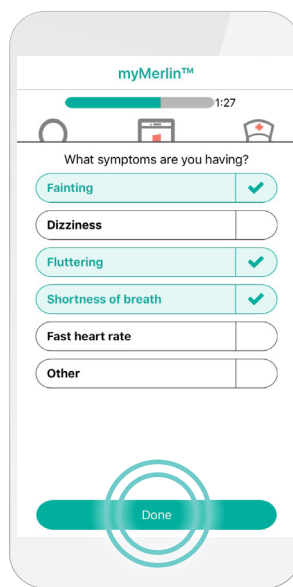 myMerlin™
1:27
What symptoms are you having?
Fainting
Dizziness
Fluttering
Shortness of breath
Fast heart rate
Other
Done